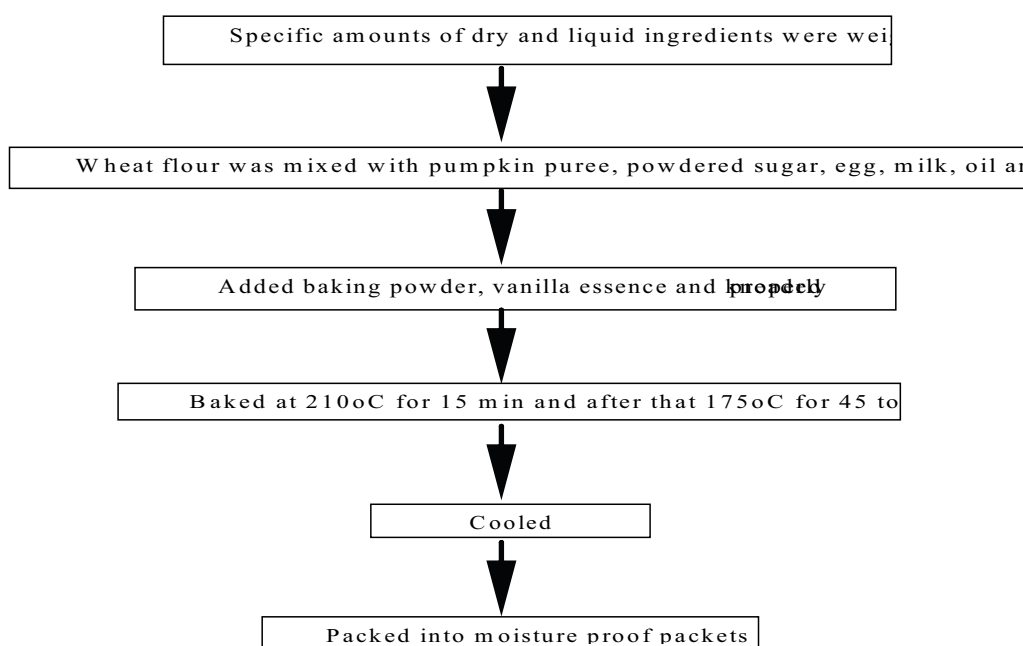 Specific amounts of dry and liquid ingredients were
Wheat flour was mixed with pumpkin puree, powdered sugar, egg, milk, oil
Added baking powder, vanilla essence and kneaded properly
Baked at 210oC for 15 min and after that 175oC for 45 to
Cooled
Packed into moisture proof packets